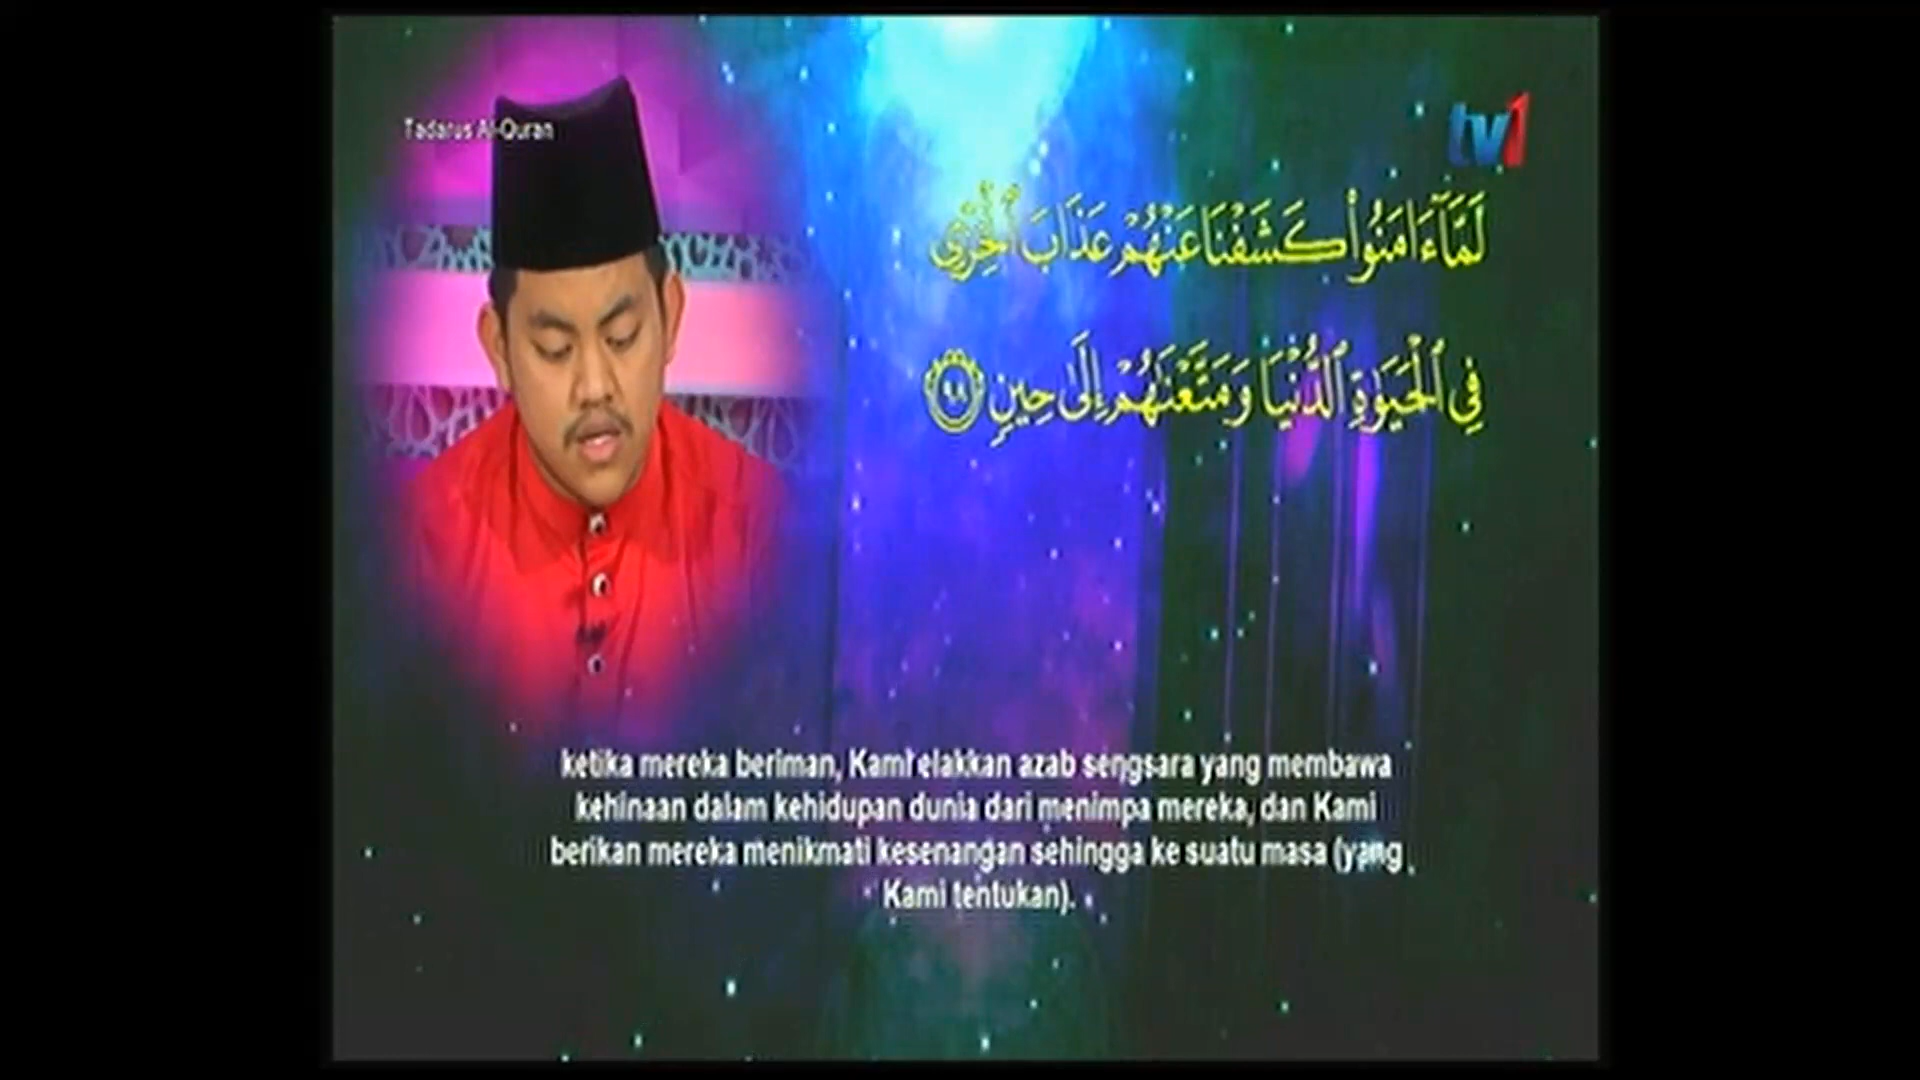 Tadarus Al-Quran
tv1
لَمَّآ ءَامَنُوا۟ كَشَفْنَا عَنْهُمْ عَذَابَ ٱلْخِزْىِ
فِى ٱلْحَيَوٰةِ ٱلدُّنْيَا وَمَتَّعْنَٰهُمْ إِلَىٰ حِينٍ ٩٨
ketika mereka beriman, Kami elakkan azab sengsara yang membawa
kehinaan dalam kehidupan dunia dari menimpa mereka, dan Kami
berikan mereka menikmati kesenangan sehingga ke suatu masa (yang
Kami tentukan).